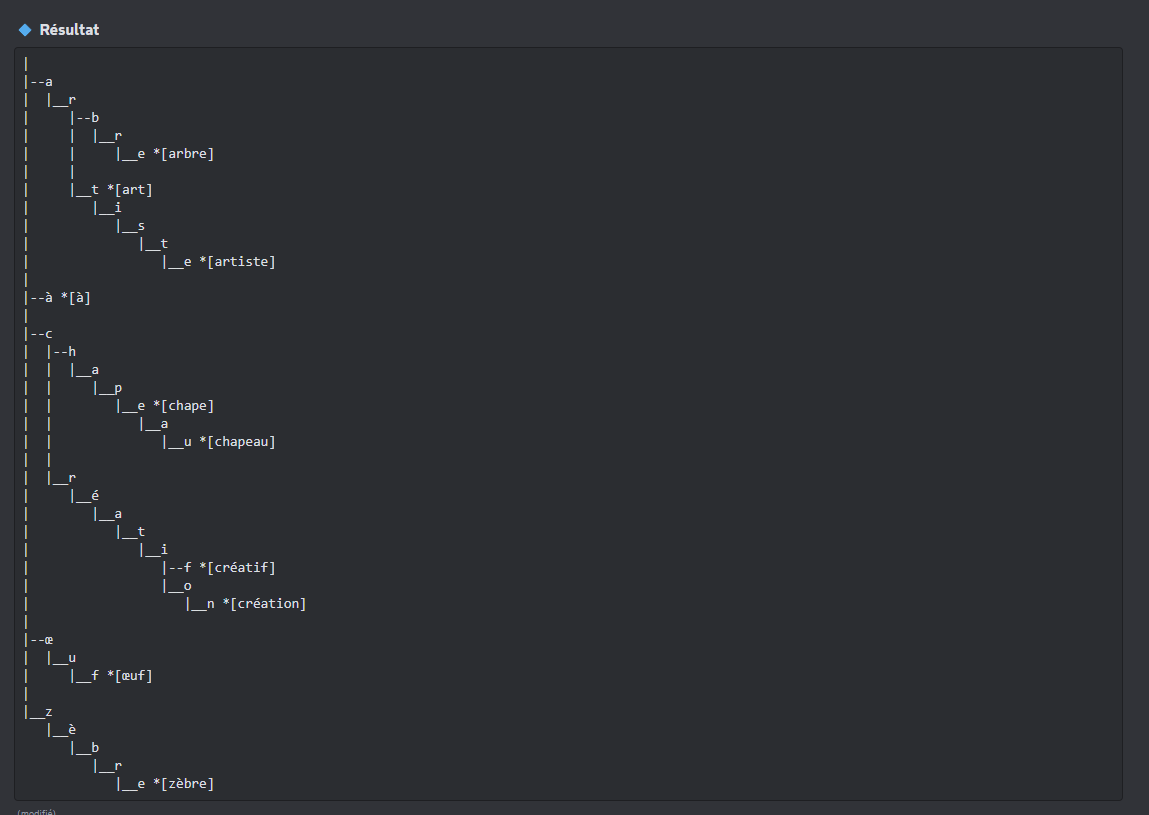 Résultat
|
|--a
|  |__r
|     |--b
|     |  |__r
|     |     |__e *[arbre]
|     |
|     |__t *[art]
|        |__i
|           |__s
|              |__t
|                 |__e *[artiste]
|
|--à *[à]
|
|--c
|  |--h
|  |  |__a
|  |     |__p
|  |        |__e *[chape]
|  |           |__a
|  |              |__u *[chapeau]
|  |
|  |__r
|     |__é
|        |__a
|           |__t
|              |__i
|                 |--f *[créatif]
|                 |__o
|                    |__n *[création]
|
|--œ
|  |__u
|     |__f *[œuf]
|
|__z
   |__è
      |__b
         |__r
            |__e *[zèbre]
(modifié)